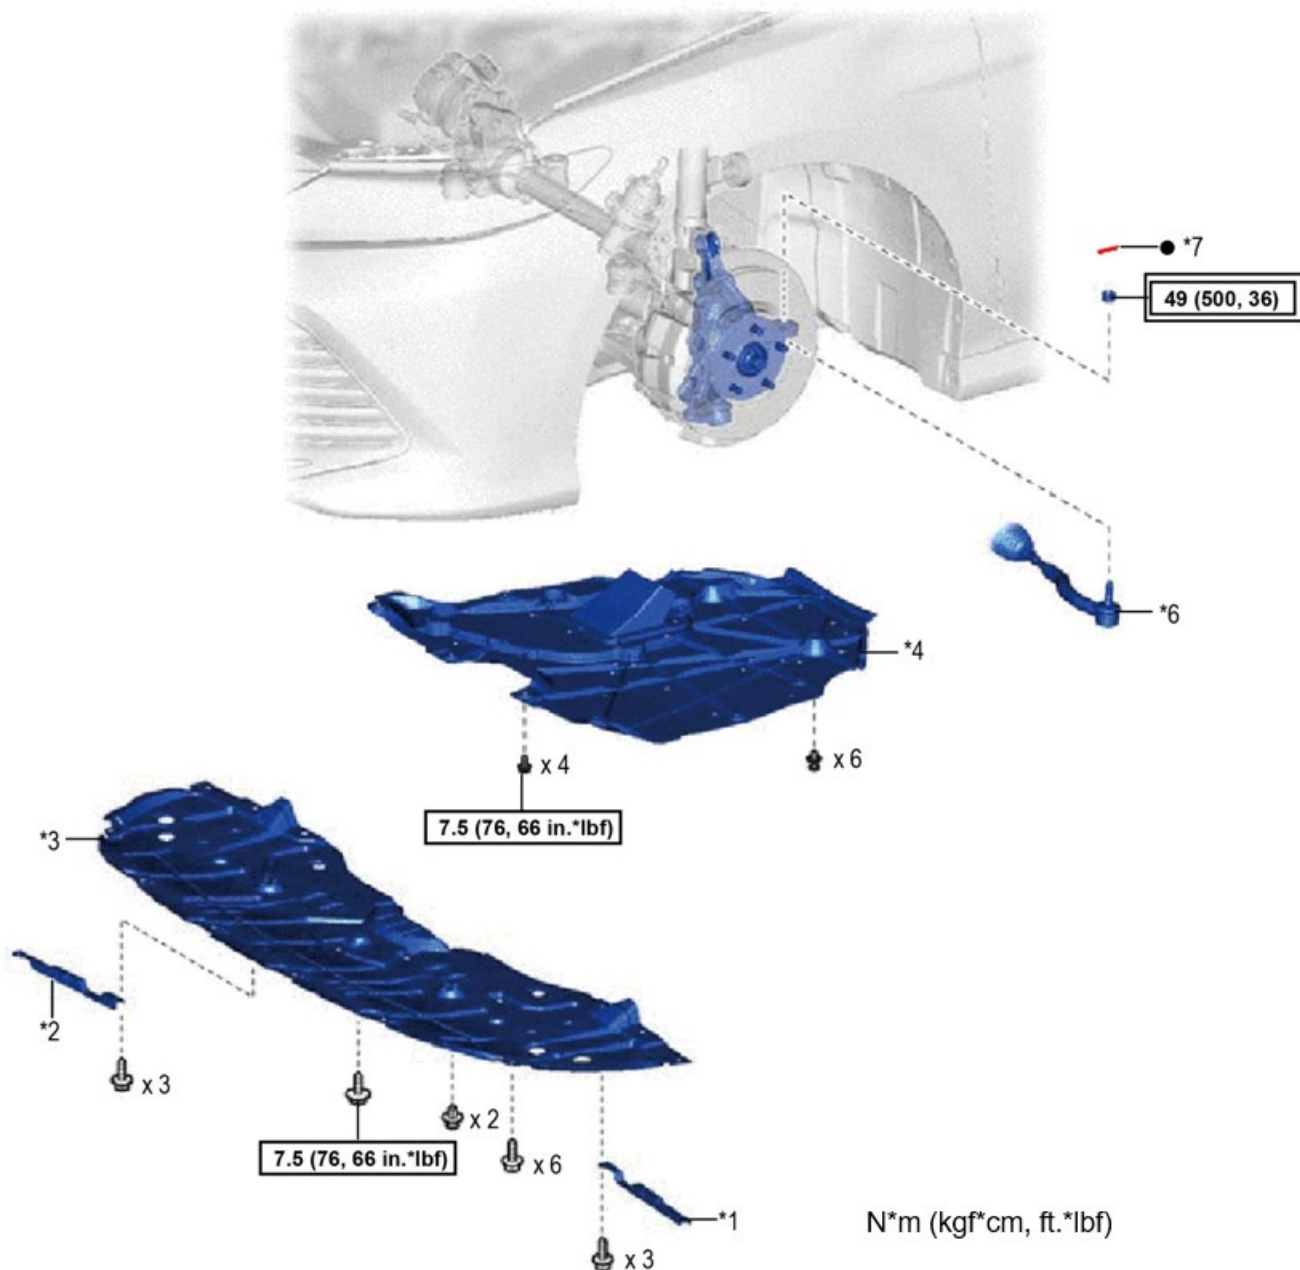 *7
49 (500, 36)
*6
*4
x 4
x 6
7.5 (76, 66 in.*lbf)
*3
*2
x 3
x 2
7.5 (76, 66 in.*lbf)
x 6
*1
N*m (kgf*cm, ft.*lbf)
x 3